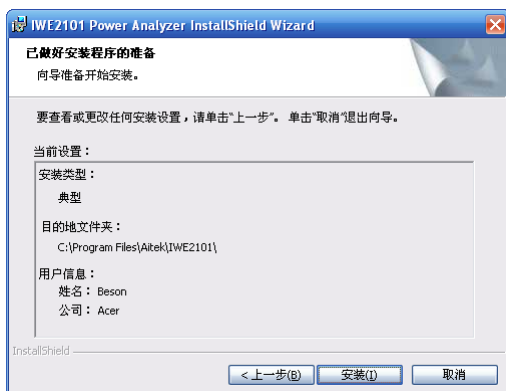 IWE2101 Power Analyzer InstallShield Wizard
已做好安装程序的准备
向导准备开始安装。
要查看或更改任何安装设置，请单击“上一步”。 单击“取消”退出向导。
当前设置：
安装类型：
典型
目的地文件夹：
C:\Program Files\Aitek\IWE2101\
用户信息：
姓名： Beson
公司： Acer
InstallShield
<上一步(B) 安装(I) 取消